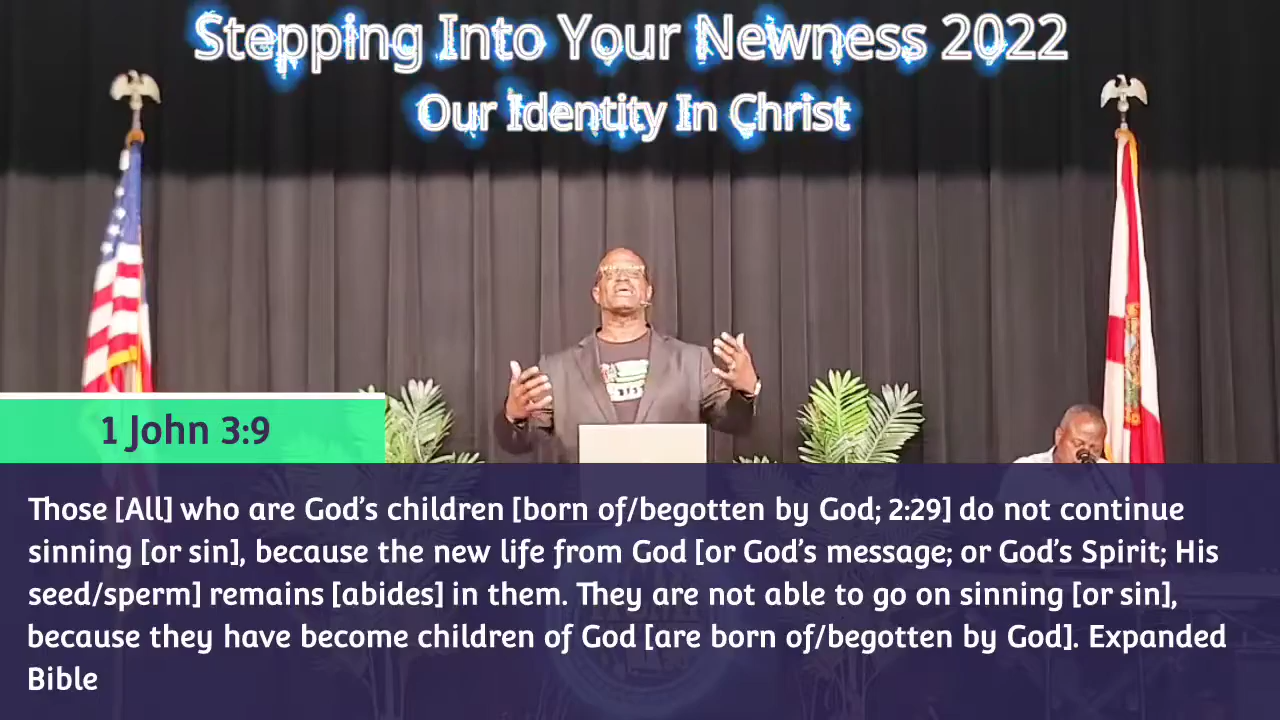 Stepping Into Your Newness 2022
Our Identity In Christ
1 John 3:9
Those [All] who are God’s children [born of/begotten by God; 2:29] do not continue
sinning [or sin], because the new life from God [or God’s message; or God’s Spirit; His
seed/sperm] remains [abides] in them. They are not able to go on sinning [or sin],
because they have become children of God [are born of/begotten by God]. Expanded
Bible